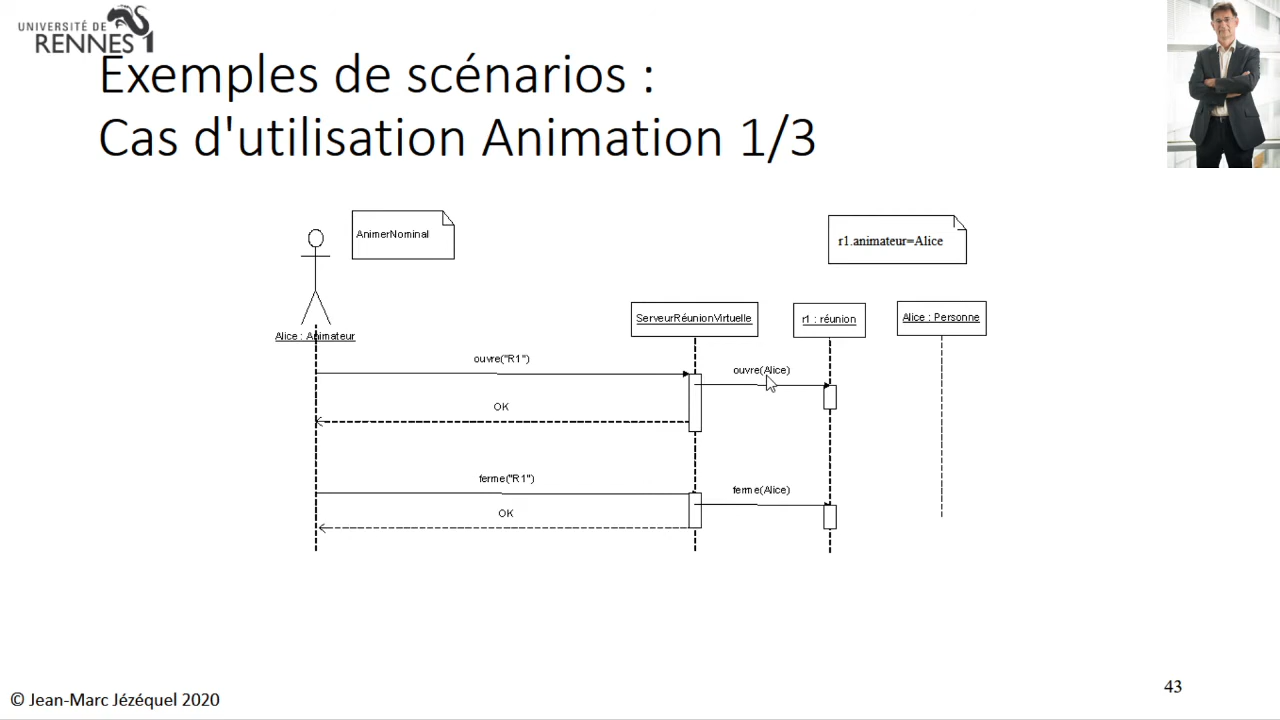 UNIVERSITÉ DE
RENNES 1
Exemples de scénarios :
Cas d'utilisation Animation 1/3
AnimerNominal
r1.animateur=Alice
Alice : Animateur
ServeurRéunionVirtuelle
r1 : réunion
Alice : Personne
ouvre("R1")
ouvre(Alice)
OK
ferme("R1")
ferme(Alice)
OK
© Jean-Marc Jézéquel 2020
43